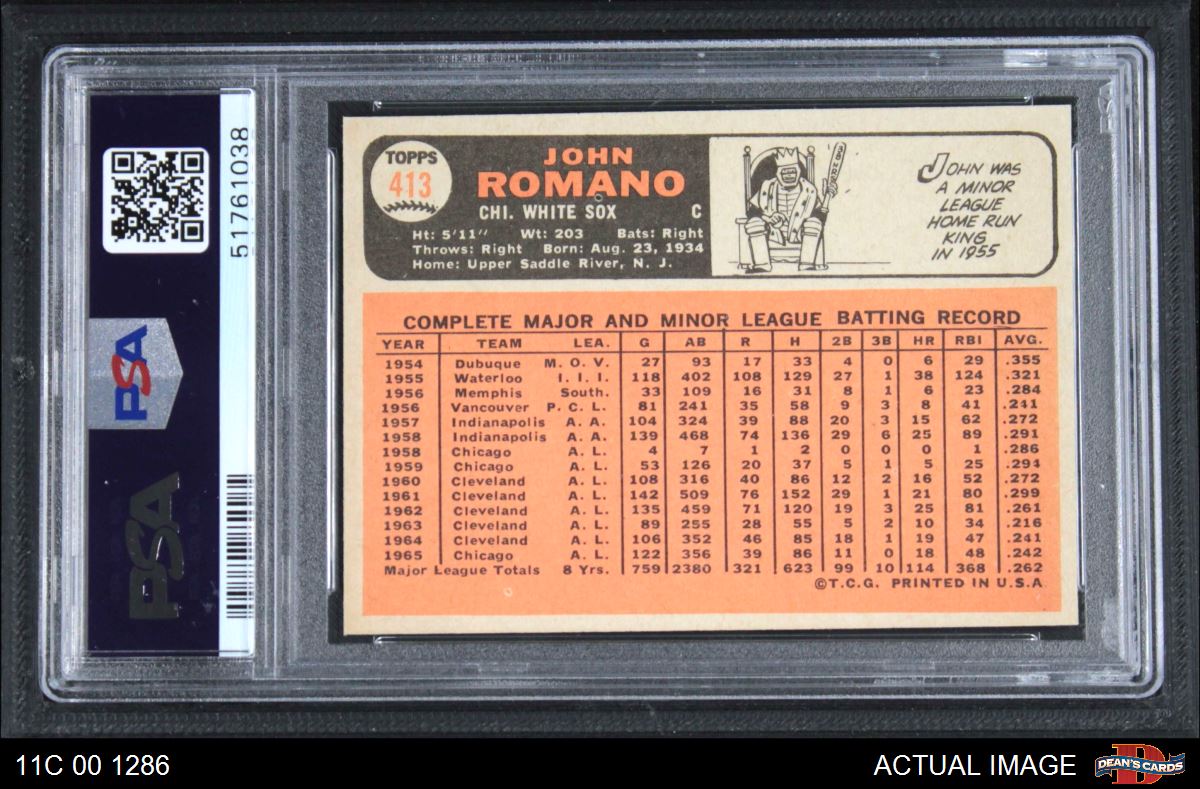 51761038
PSA
PSA
TOPPS
413
JOHN
ROMANO
CHI. WHITE SOX C
Ht: 5'11" Wt: 203 Bats: Right
Throws: Right Born: Aug. 23, 1934
Home: Upper Saddle River, N. J.
JOHN WAS
A MINOR
LEAGUE
HOME RUN
KING
IN 1955
COMPLETE MAJOR AND MINOR LEAGUE BATTING RECORD
YEAR TEAM LEA. G AB R H 2B 3B HR RBI AVG.
1954 Dubuque M. O. V. 27 93 17 33 4 0 6 29 .355
1955 Waterloo I. I. I. 118 402 108 129 27 1 38 124 .321
1956 Memphis South. 33 109 16 31 8 1 6 23 .284
1956 Vancouver P. C. L. 81 241 35 58 9 3 8 41 .241
1957 Indianapolis A. A. 104 324 39 88 20 3 15 62 .272
1958 Indianapolis A. A. 139 468 74 136 29 6 25 89 .291
1958 Chicago A. L. 4 7 1 2 0 0 0 1 .286
1959 Chicago A. L. 53 126 20 37 5 1 5 25 .294
1960 Cleveland A. L. 108 316 40 86 12 2 16 52 .272
1961 Cleveland A. L. 142 509 76 152 29 1 21 80 .299
1962 Cleveland A. L. 135 459 71 120 19 3 25 81 .261
1963 Cleveland A. L. 89 255 28 55 5 2 10 34 .216
1964 Cleveland A. L. 106 352 46 85 18 1 19 47 .241
1965 Chicago A. L. 122 356 39 86 11 0 18 48 .242
Major League Totals 8 Yrs. 759 2380 321 623 99 10 114 368 .262
©T.C.G. PRINTED IN U.S.A.
11C 00 1286
ACTUAL IMAGE
DEAN'S CARDS